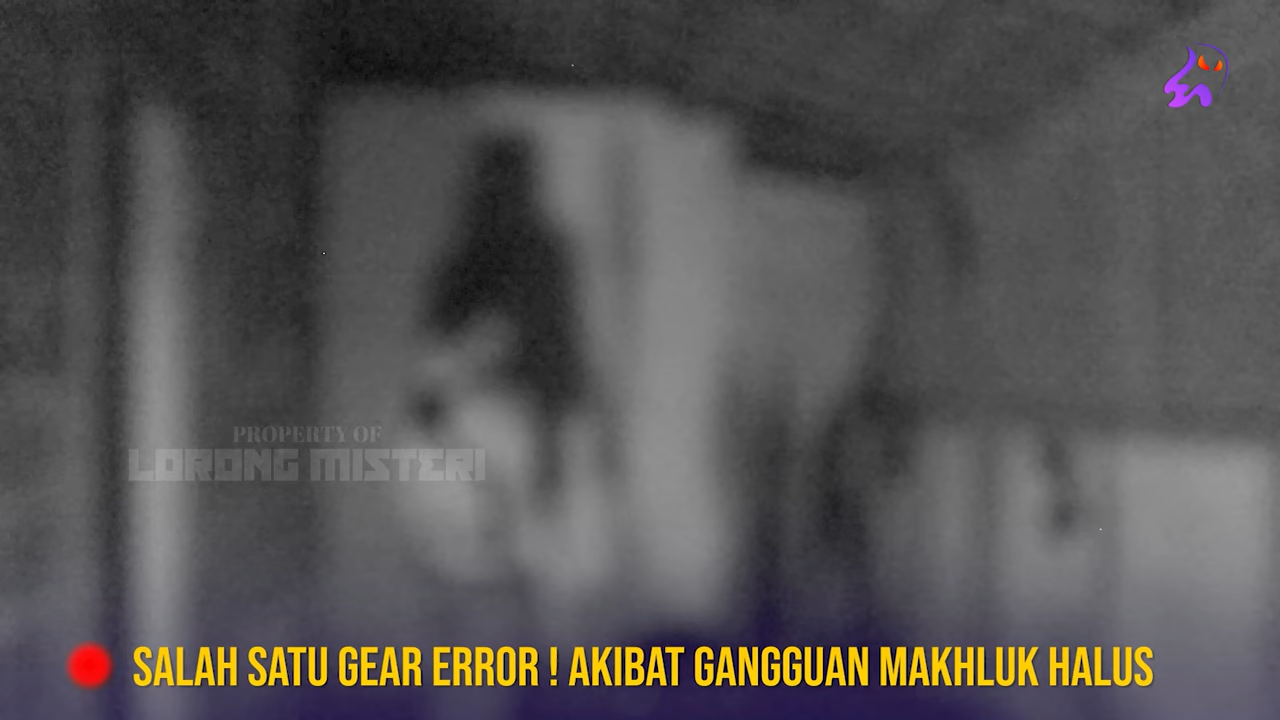 PROPERTY OF
LORONG MISTERI
SALAH SATU GEAR ERROR ! AKIBAT GANGGUAN MAKHLUK HALUS